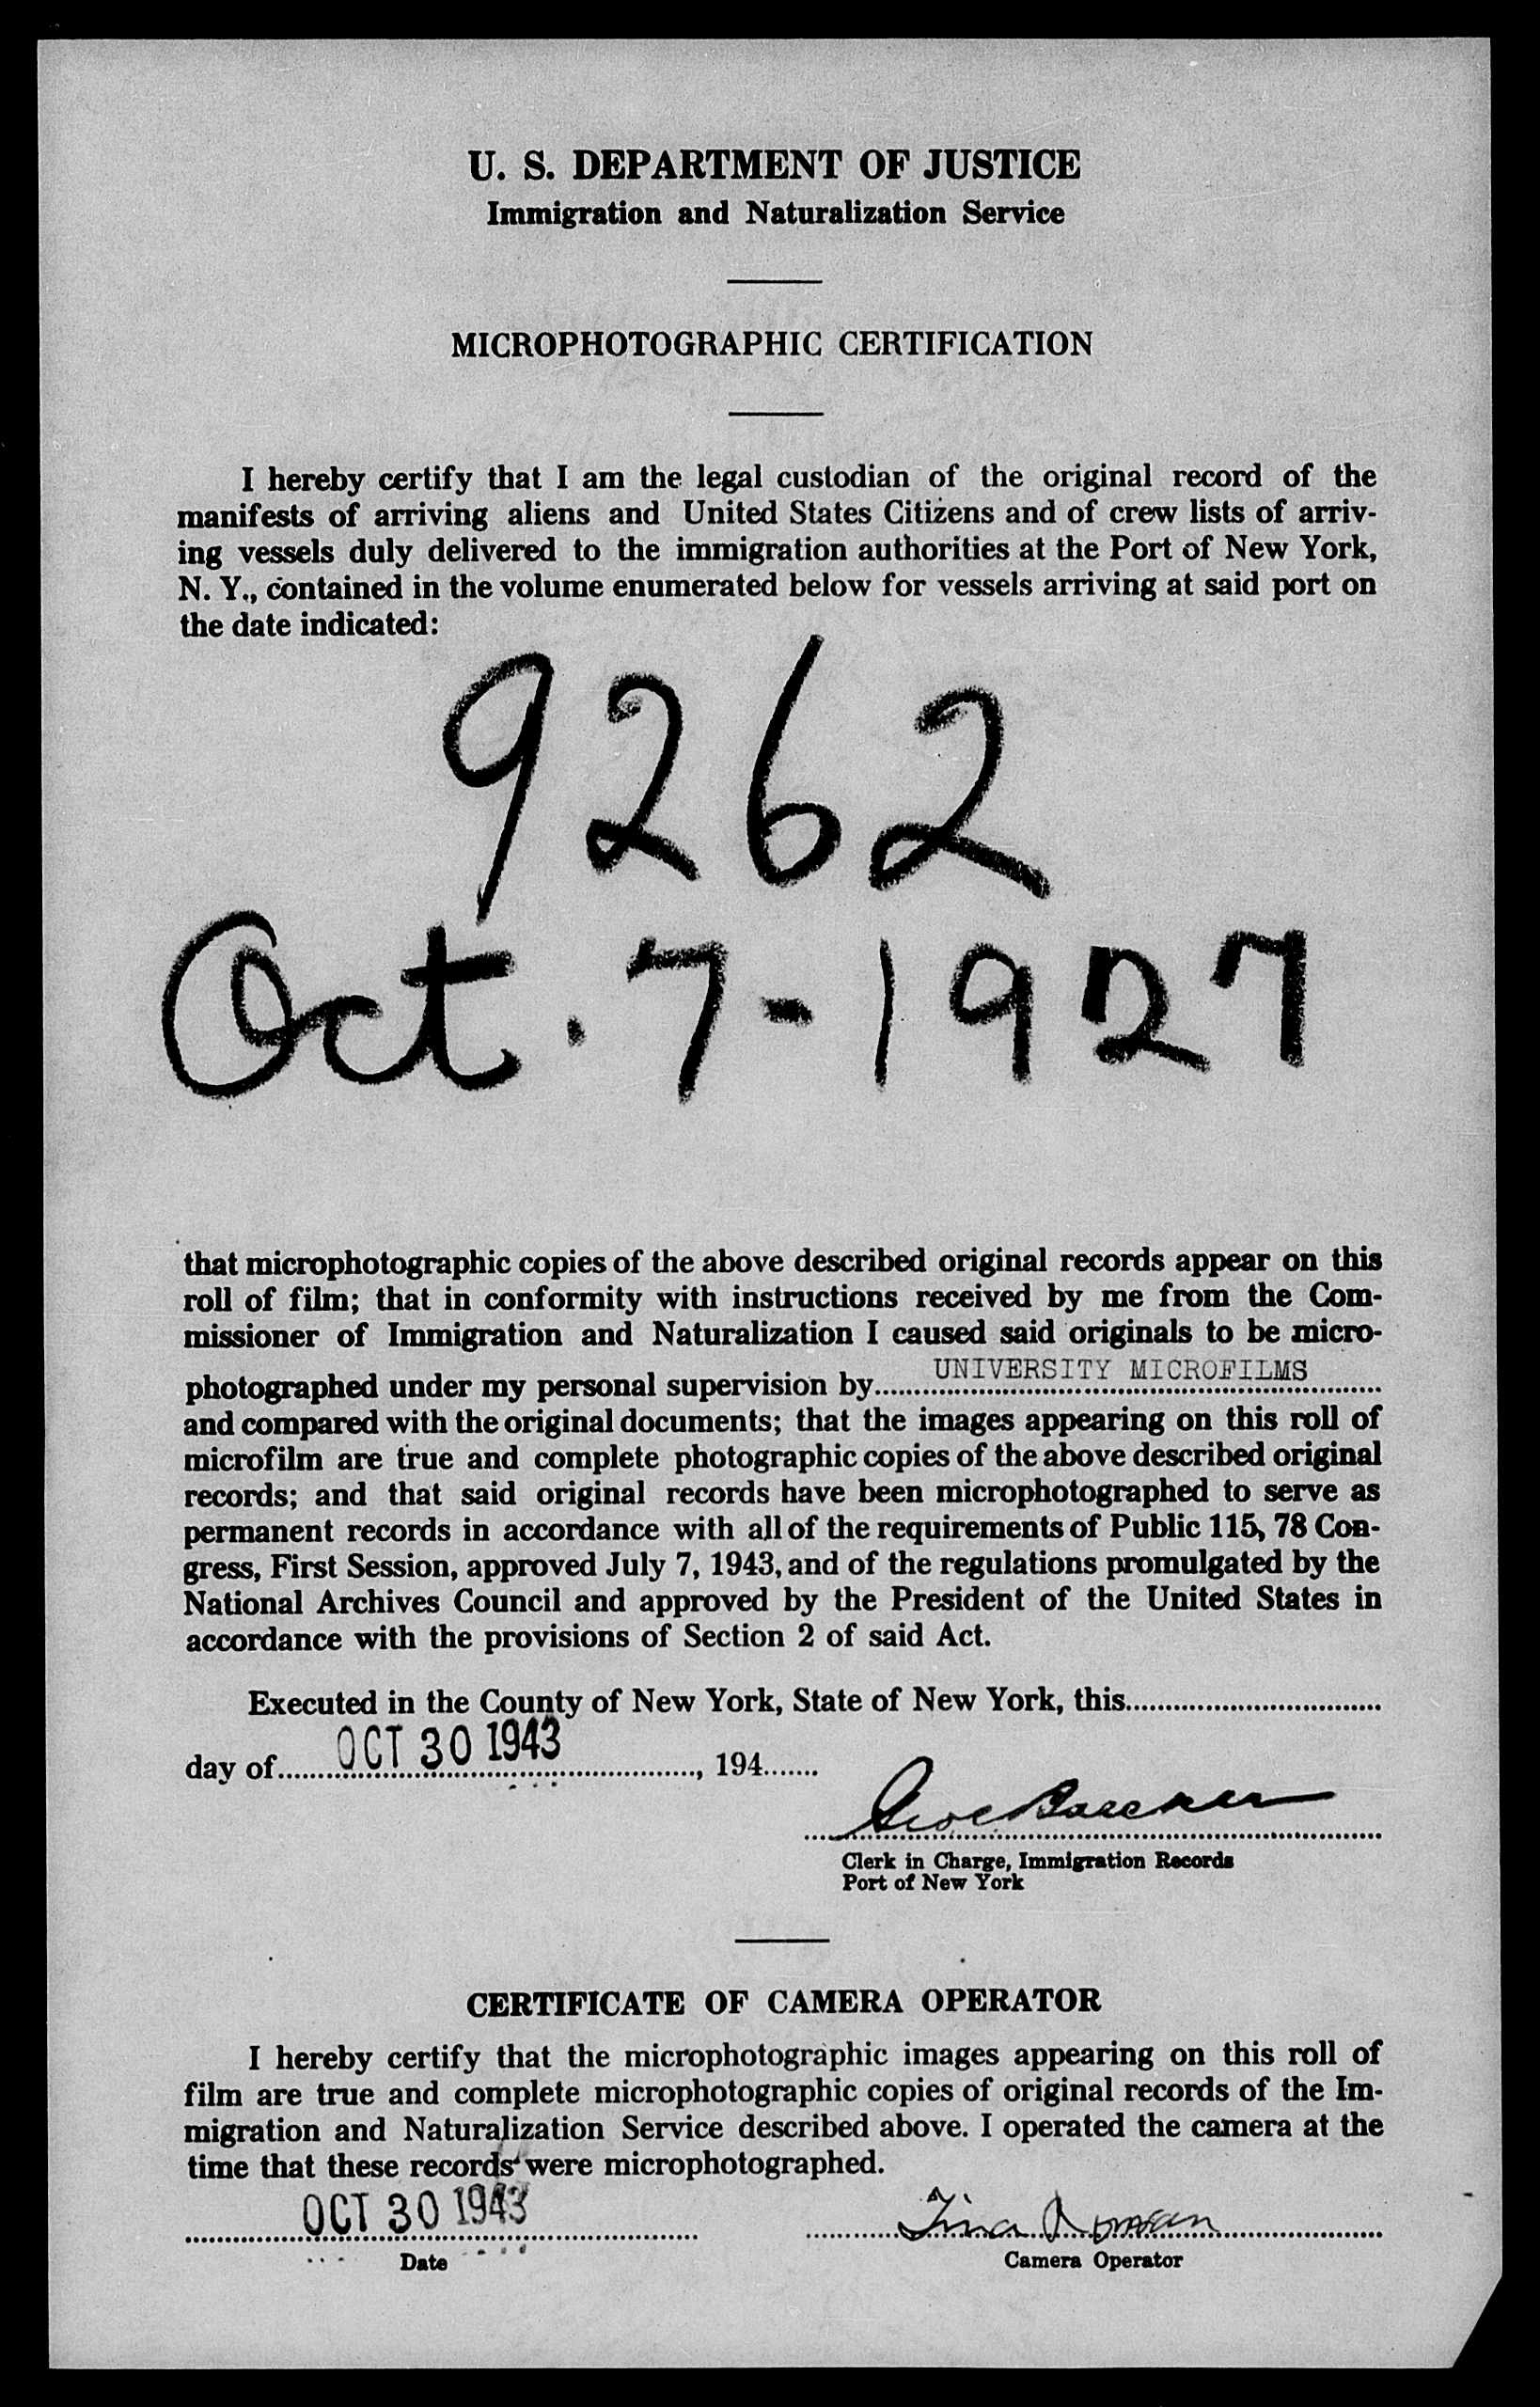 U. S. DEPARTMENT OF JUSTICE
Immigration and Naturalization Service
MICROPHOTOGRAPHIC CERTIFICATION
I hereby certify that I am the legal custodian of the original record of the
manifests of arriving aliens and United States Citizens and of crew lists of arriv-
ing vessels duly delivered to the immigration authorities at the Port of New York,
N. Y., contained in the volume enumerated below for vessels arriving at said port on
the date indicated:
9262
Oct. 7-1927
that microphotographic copies of the above described original records appear on this
roll of film; that in conformity with instructions received by me from the Com-
missioner of Immigration and Naturalization I caused said originals to be micro-
photographed under my personal supervision by UNIVERSITY MICROFILMS
and compared with the original documents; that the images appearing on this roll of
microfilm are true and complete photographic copies of the above described original
records; and that said original records have been microphotographed to serve as
permanent records in accordance with all of the requirements of Public 115, 78 Con-
gress, First Session, approved July 7, 1943, and of the regulations promulgated by the
National Archives Council and approved by the President of the United States in
accordance with the provisions of Section 2 of said Act.
Executed in the County of New York, State of New York, this
day of OCT 30 1943, 194
Clerk in Charge, Immigration Records
Port of New York
CERTIFICATE OF CAMERA OPERATOR
I hereby certify that the microphotographic images appearing on this roll of
film are true and complete microphotographic copies of original records of the Im-
migration and Naturalization Service described above. I operated the camera at the
time that these records were microphotographed.
OCT 30 1943 Tina
Date Camera Operator